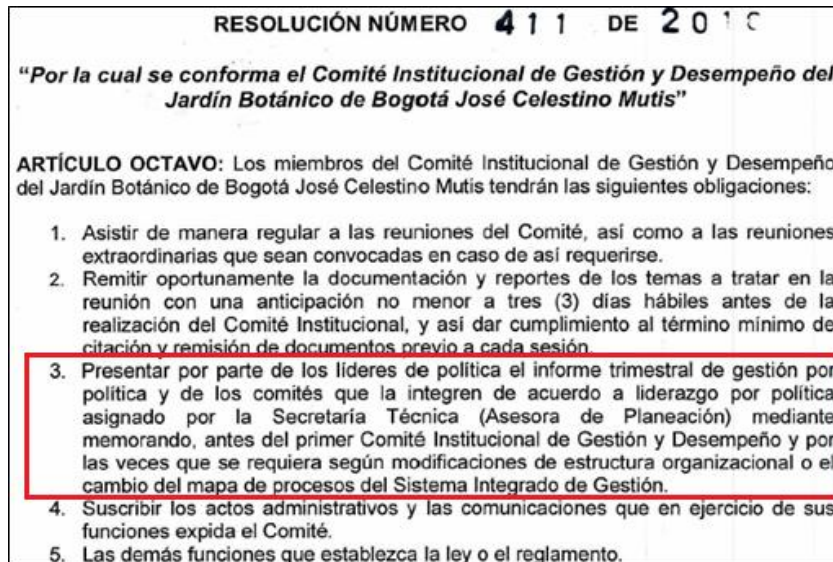 RESOLUCIÓN NÚMERO 411 DE
"Por la cual se conforma el Comité Institucional de Gestión y Desempeño del
Jardín Botánico de Bogotá José Celestino Mutis"
ARTÍCULO OCTAVO: Los miembros del Comité Institucional de Gestión y Desempeño
del Jardín Botánico de Bogotá José Celestino Mutis tendrán las siguientes obligaciones:
1. Asistir de manera regular a las reuniones del Comité, así como a las reuniones
extraordinarias que sean convocadas en caso de así requerirse.
2. Remitir oportunamente la documentación y reportes de los temas a tratar en la
reunión con una anticipación no menor a tres (3) días hábiles antes de la
realización del Comité Institucional, y así dar cumplimiento al término mínimo de
citación y remisión de documentos previo a cada sesión.
3. Presentar por parte de los líderes de política el informe trimestral de gestión por
política y de los comités que la integren de acuerdo a liderazgo por política
asignado por la Secretaría Técnica (Asesora de Planeación) mediante
memorando, antes del primer Comité Institucional de Gestión y Desempeño y por
las veces que se requiera según modificaciones de estructura organizacional o el
cambio del mapa de procesos del Sistema Integrado de Gestión.
4. Suscribir los actos administrativos y las comunicaciones que en ejercicio de sus
funciones expida el Comité.
5. Las demás funciones que establezca la ley o el reglamento.